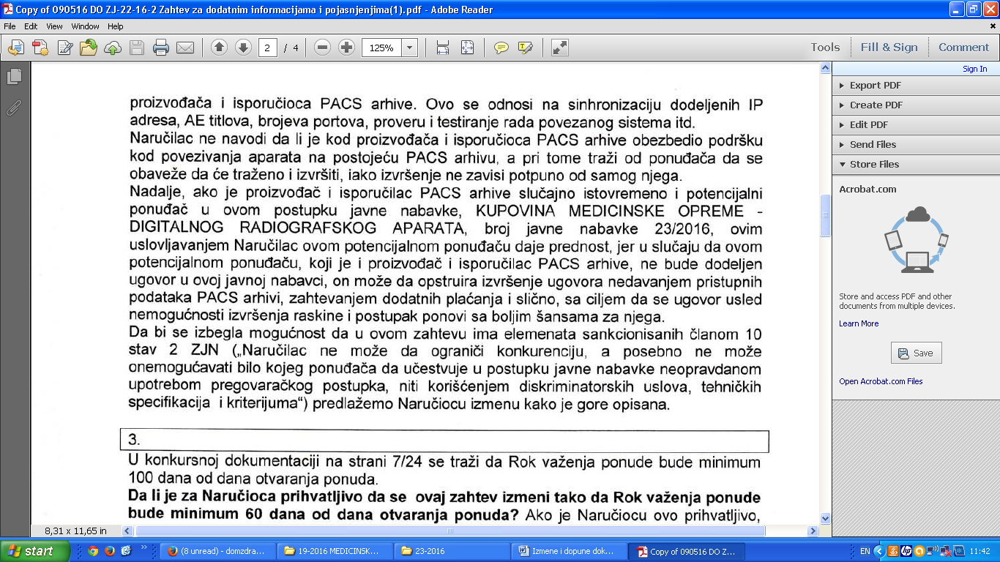 Copy of 090516 DO ZJ-22-16-2 Zahtev za dodatnim informacijama i pojasnjenjima(1).pdf - Adobe Reader
File Edit View Window Help
2 / 4 125% Tools Fill & Sign Comment
Sign In
Export PDF
Create PDF
Edit PDF
Send Files
Store Files
Acrobat.com
Store and access PDF and other
documents from multiple devices.
Learn More
Save
Open Acrobat.com Files
proizvođača i isporučioca PACS arhive. Ovo se odnosi na sinhronizaciju dodeljenih IP
adresa, AE titlova, brojeva portova, proveru i testiranje rada povezanog sistema itd.
Naručilac ne navodi da li je kod proizvođača i isporučioca PACS arhive obezbedio podršku
kod povezivanja aparata na postojeću PACS arhivu, a pri tome traži od ponuđača da se
obaveže da će traženo i izvršiti, iako izvršenje ne zavisi potpuno od samog njega.
Nadalje, ako je proizvođač i isporučilac PACS arhive slučajno istovremeno i potencijalni
ponuđač u ovom postupku javne nabavke, KUPOVINA MEDICINSKE OPREME -
DIGITALNOG RADIOGRAFSKOG APARATA, broj javne nabavke 23/2016, ovim
uslovljavanjem Naručilac ovom potencijalnom ponuđaču daje prednost, jer u slučaju da ovom
potencijalnom ponuđaču, koji je i proizvođač i isporučilac PACS arhive, ne bude dodeljen
ugovor u ovoj javnoj nabavci, on može da opstruira izvršenje ugovora nedavanjem pristupnih
podataka PACS arhivi, zahtevanjem dodatnih plaćanja i slično, sa ciljem da se ugovor usled
nemogućnosti izvršenja raskine i postupak ponovi sa boljim šansama za njega.
Da bi se izbegla mogućnost da u ovom zahtevu ima elemenata sankcionisanih članom 10
stav 2 ZJN („Naručilac ne može da ograniči konkurenciju, a posebno ne može
onemogućavati bilo kojeg ponuđača da učestvuje u postupku javne nabavke neopravdanom
upotrebom pregovaračkog postupka, niti korišćenjem diskriminatorskih uslova, tehničkih
specifikacija i kriterijuma“) predlažemo Naručiocu izmenu kako je gore opisana.
3.
U konkursnoj dokumentaciji na strani 7/24 se traži da Rok važenja ponude bude minimum
100 dana od dana otvaranja ponuda.
Da li je za Naručioca prihvatljivo da se ovaj zahtev izmeni tako da Rok važenja ponude
bude minimum 60 dana od dana otvaranja ponuda? Ako je Naručiocu ovo prihvatljivo,
8,31 x 11,65 in
start (8 unread) - domzdra... 19-2016 MEDICINSK... 23-2016 Izmene i dopune dok... Copy of 090516 DO Z... EN 11:42